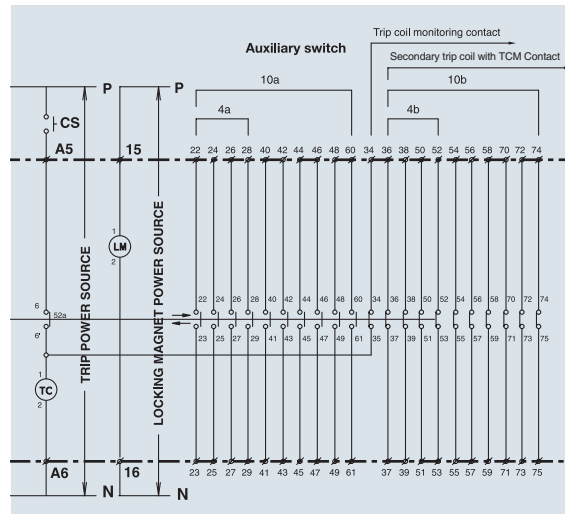 Trip coil monitoring contact
Auxiliary switch
Secondary trip coil with TCM Contact
P
P
10a
10b
4a
4b
CS
A5
15
22 24 26 28 40 42 44 46 48 60 34 36 38 50 52 54 56 58 70 72 74
1
LM
2
TRIP POWER SOURCE
LOCKING MAGNET POWER SOURCE
6
52a
6'
22 24 26 28 40 42 44 46 48 60 34 36 38 50 52 54 56 58 70 72 74
23 25 27 29 41 43 45 47 49 61 35 37 39 51 53 55 57 59 71 73 75
1
TC
2
A6
16
23 25 27 29 41 43 45 47 49 61 37 39 51 53 55 57 59 71 73 75
N
N